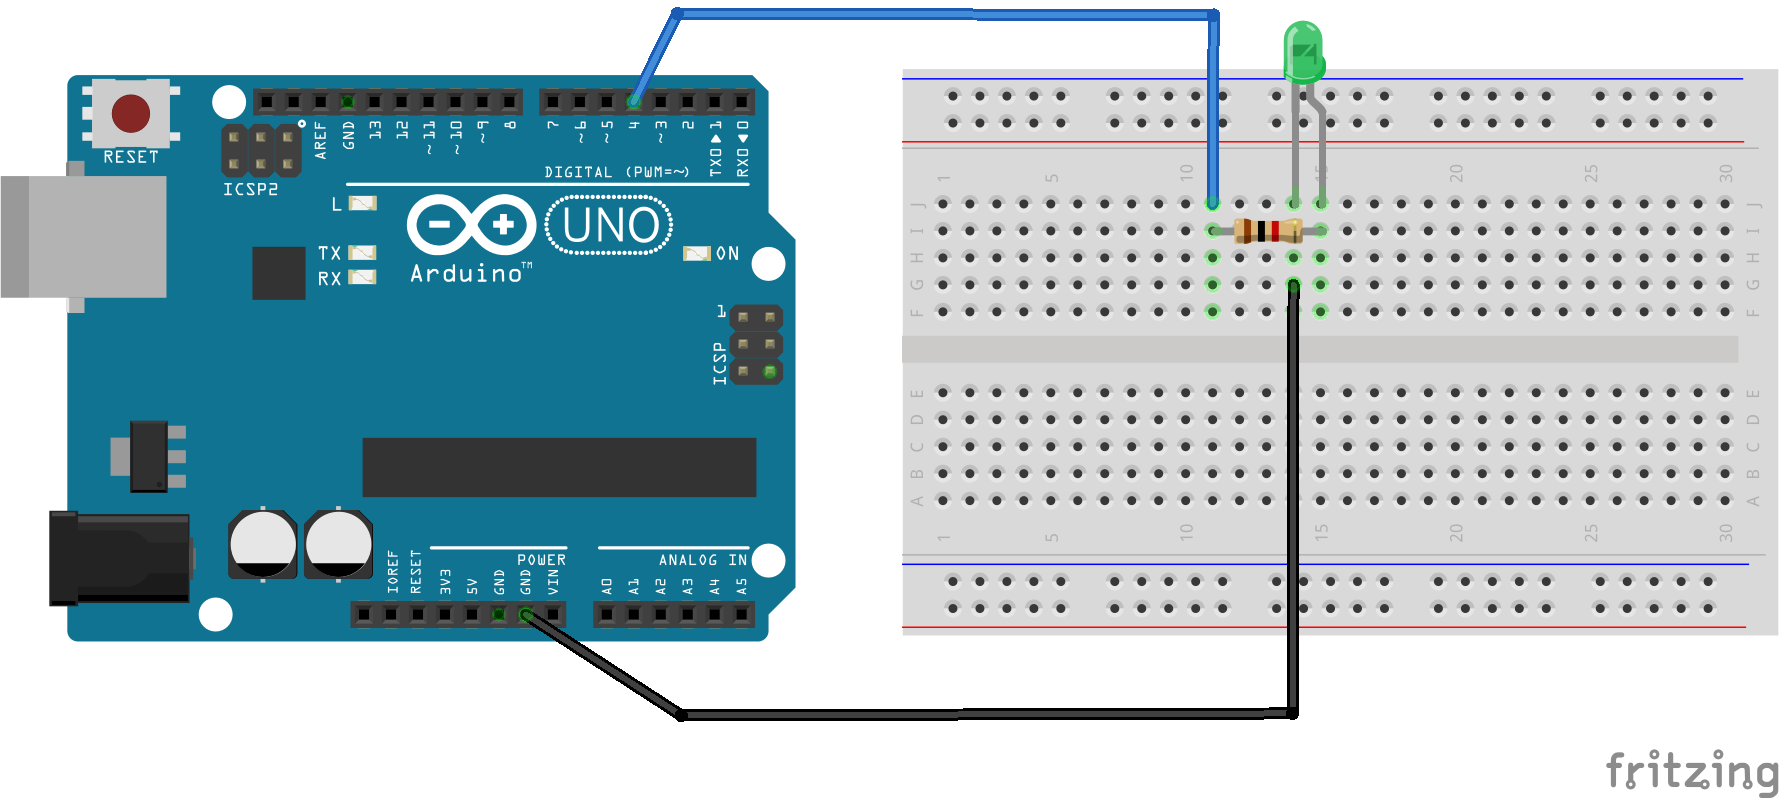 RESET
ICSP2
AREF
GND
13
12
~11
~10
~9
8
7
~6
~5
4
~3
2
TX0▶1
RX0◀0
DIGITAL (PWM=~)
L
TX
RX
UNO
Arduino™
ON
1
ICSP
POWER
ANALOG IN
IOREF
RESET
3V3
5V
GND
GND
VIN
A0
A1
A2
A3
A4
A5
1 5 10 15 20 25 30
J J
I I
H H
G G
F F
E E
D D
C C
B B
A A
1 5 10 15 20 25 30
fritzing